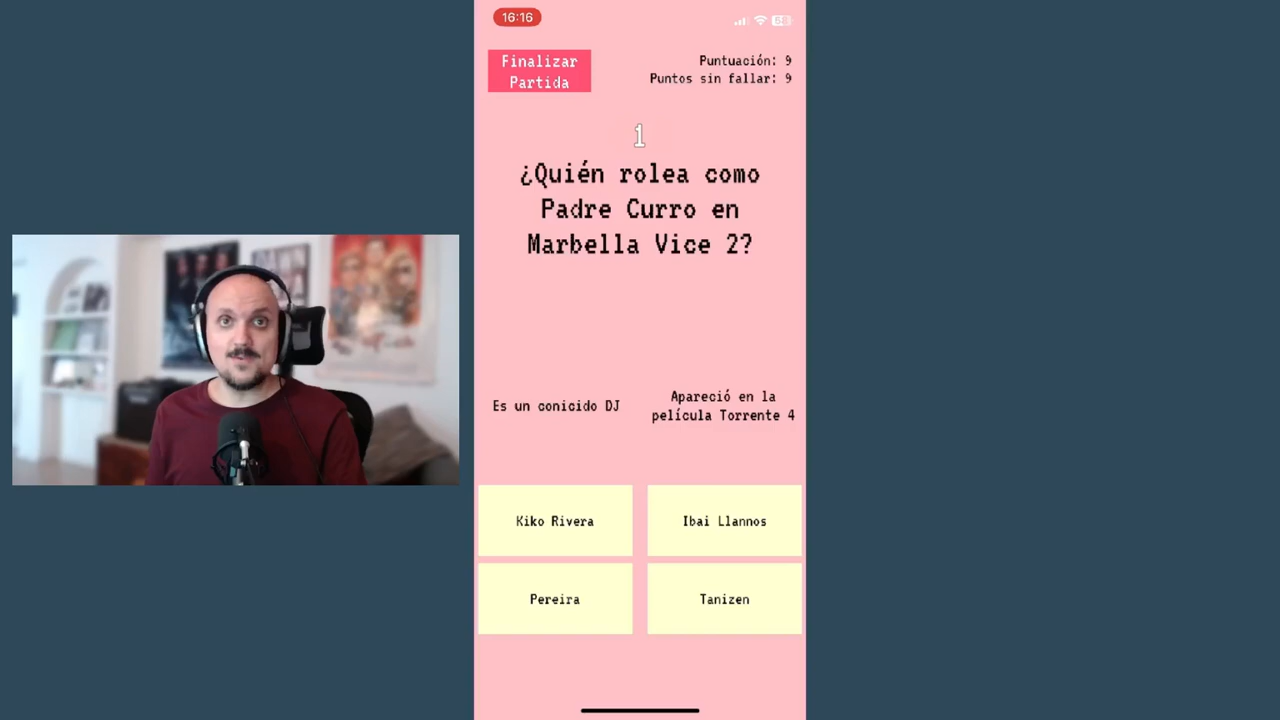 16:16
58
Finalizar
Partida
Puntuación: 9
Puntos sin fallar: 9
1
¿Quién rolea como
Padre Curro en
Marbella Vice 2?
Es un conicido DJ
Apareció en la
película Torrente 4
Kiko Rivera
Ibai Llannos
Pereira
Tanizen